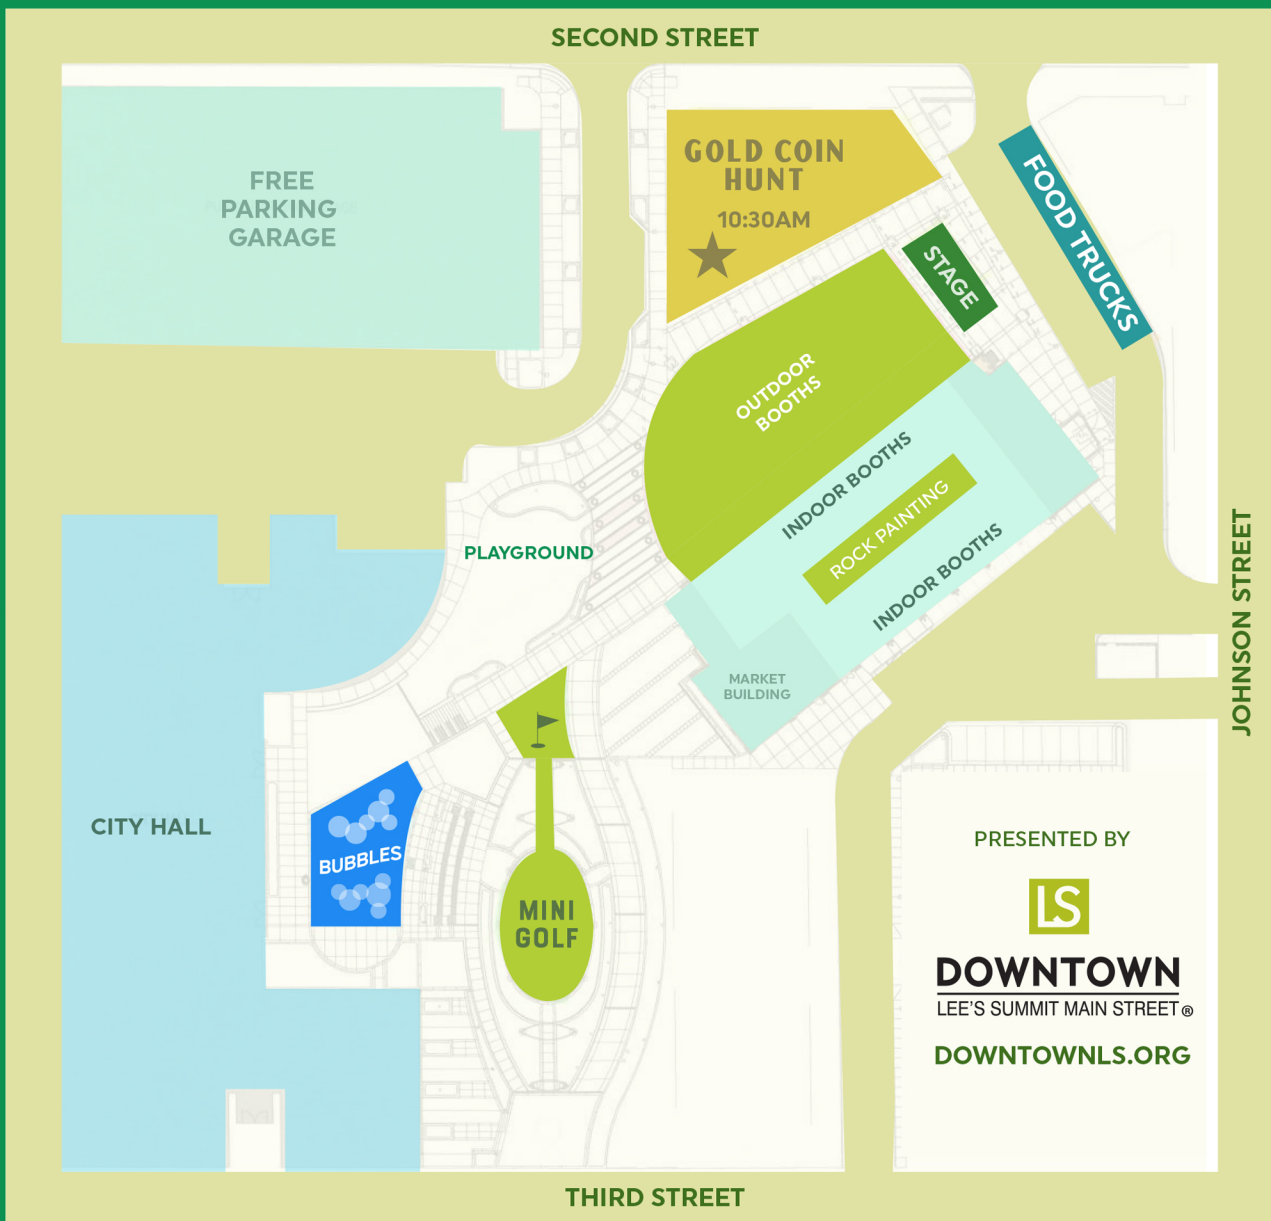 SECOND STREET
FREE
PARKING
GARAGE
GOLD COIN
HUNT
10:30AM
FOOD TRUCKS
STAGE
OUTDOOR
BOOTHS
INDOOR BOOTHS
ROCK PAINTING
INDOOR BOOTHS
PLAYGROUND
JOHNSON STREET
MARKET
BUILDING
CITY HALL
BUBBLES
MINI
GOLF
PRESENTED BY
LS
DOWNTOWN
LEE'S SUMMIT MAIN STREET®
DOWNTOWNLS.ORG
THIRD STREET